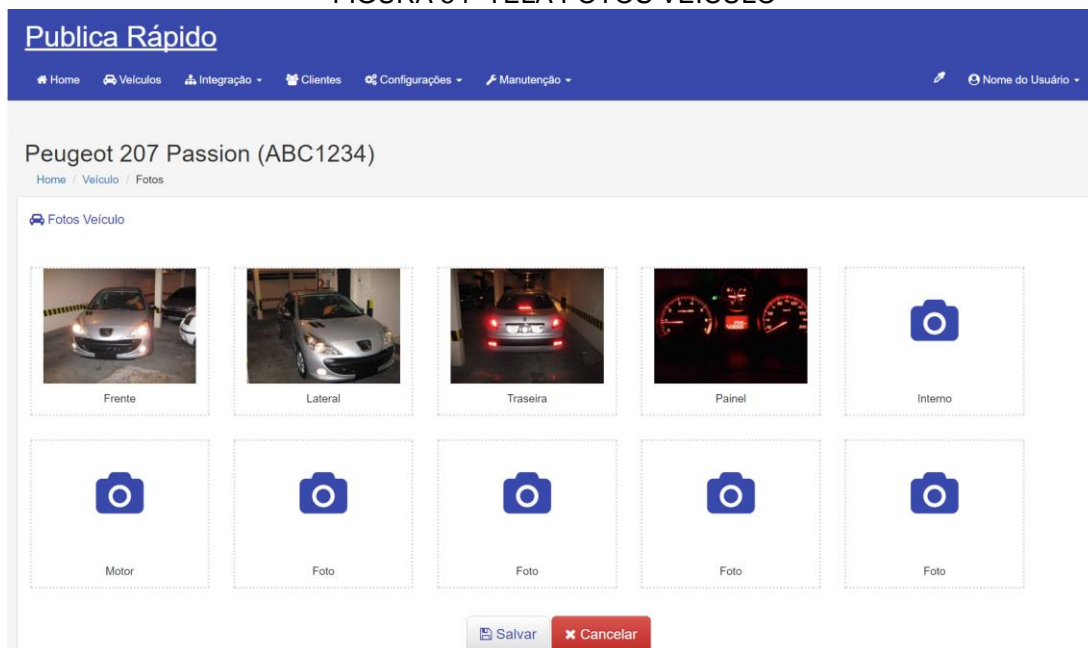 Publica Rápido
Home Veículos Integração Clientes Configurações Manutenção Nome do Usuário
Peugeot 207 Passion (ABC1234)
Home / Veículo / Fotos
Fotos Veículo
Frente Lateral Traseira Painel Interno
Motor Foto Foto Foto Foto
Salvar Cancelar